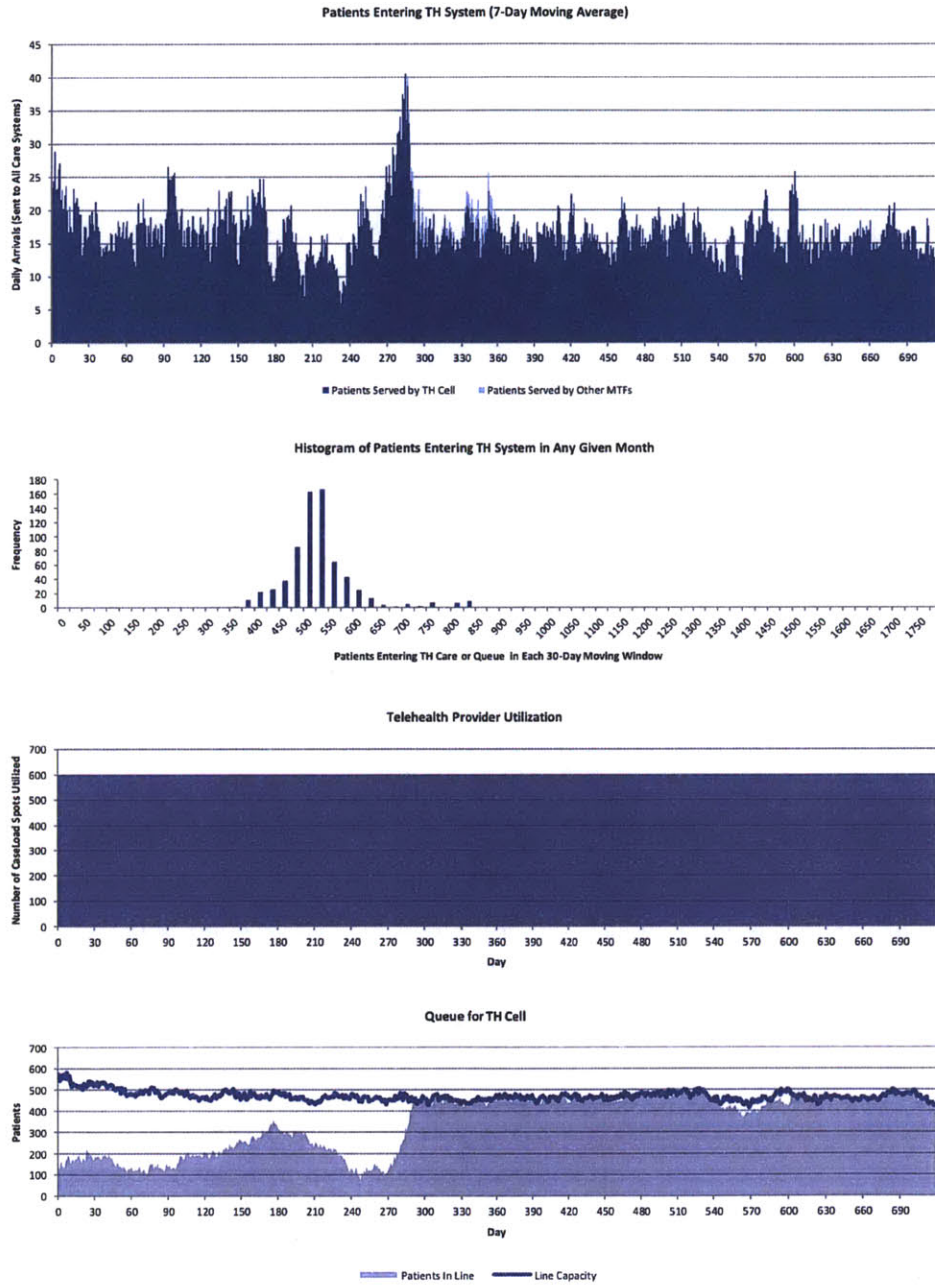 Patients Entering TH System (7-Day Moving Average)
Daily Arrivals (Sent to All Care Systems)
45
40
35
30
25
20
15
10
5
0
0 30 60 90 120 150 180 210 240 270 300 330 360 390 420 450 480 510 540 570 600 630 660 690
Patients Served by TH Cell Patients Served by Other MTFs
Histogram of Patients Entering TH System in Any Given Month
Frequency
180
160
140
120
100
80
60
40
20
0
0 50 100 150 200 250 300 350 400 450 500 550 600 650 700 750 800 850 900 950 1000 1050 1100 1150 1200 1250 1300 1350 1400 1450 1500 1550 1600 1650 1700 1750
Patients Entering TH Care or Queue in Each 30-Day Moving Window
Telehealth Provider Utilization
Number of CaseLoad Spots Utilized
700
600
500
400
300
200
100
0
0 30 60 90 120 150 180 210 240 270 300 330 360 390 420 450 480 510 540 570 600 630 660 690
Day
Queue for TH Cell
Patients
700
600
500
400
300
200
100
0
0 30 60 90 120 150 180 210 240 270 300 330 360 390 420 450 480 510 540 570 600 630 660 690
Day
Patients In Line Line Capacity